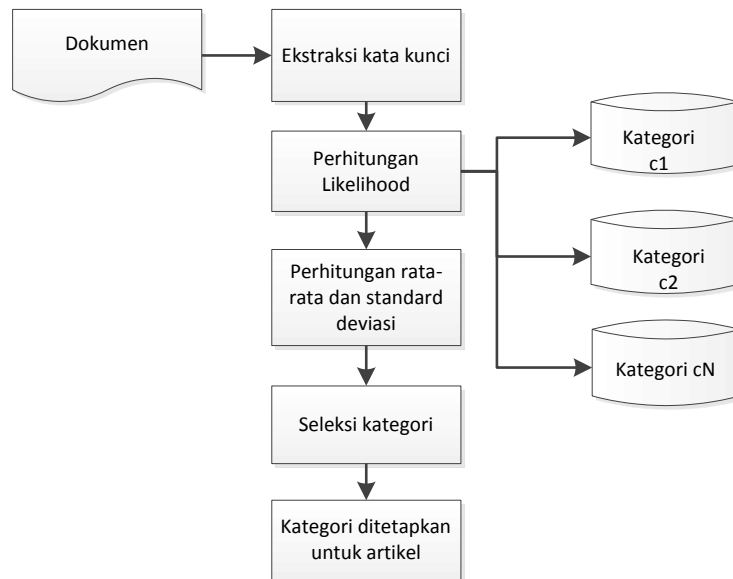 Dokumen
Ekstraksi kata kunci
Perhitungan
Likelihood
Kategori
c1
Perhitungan rata-
rata dan standard
deviasi
Kategori
c2
Kategori cN
Seleksi kategori
Kategori ditetapkan
untuk artikel